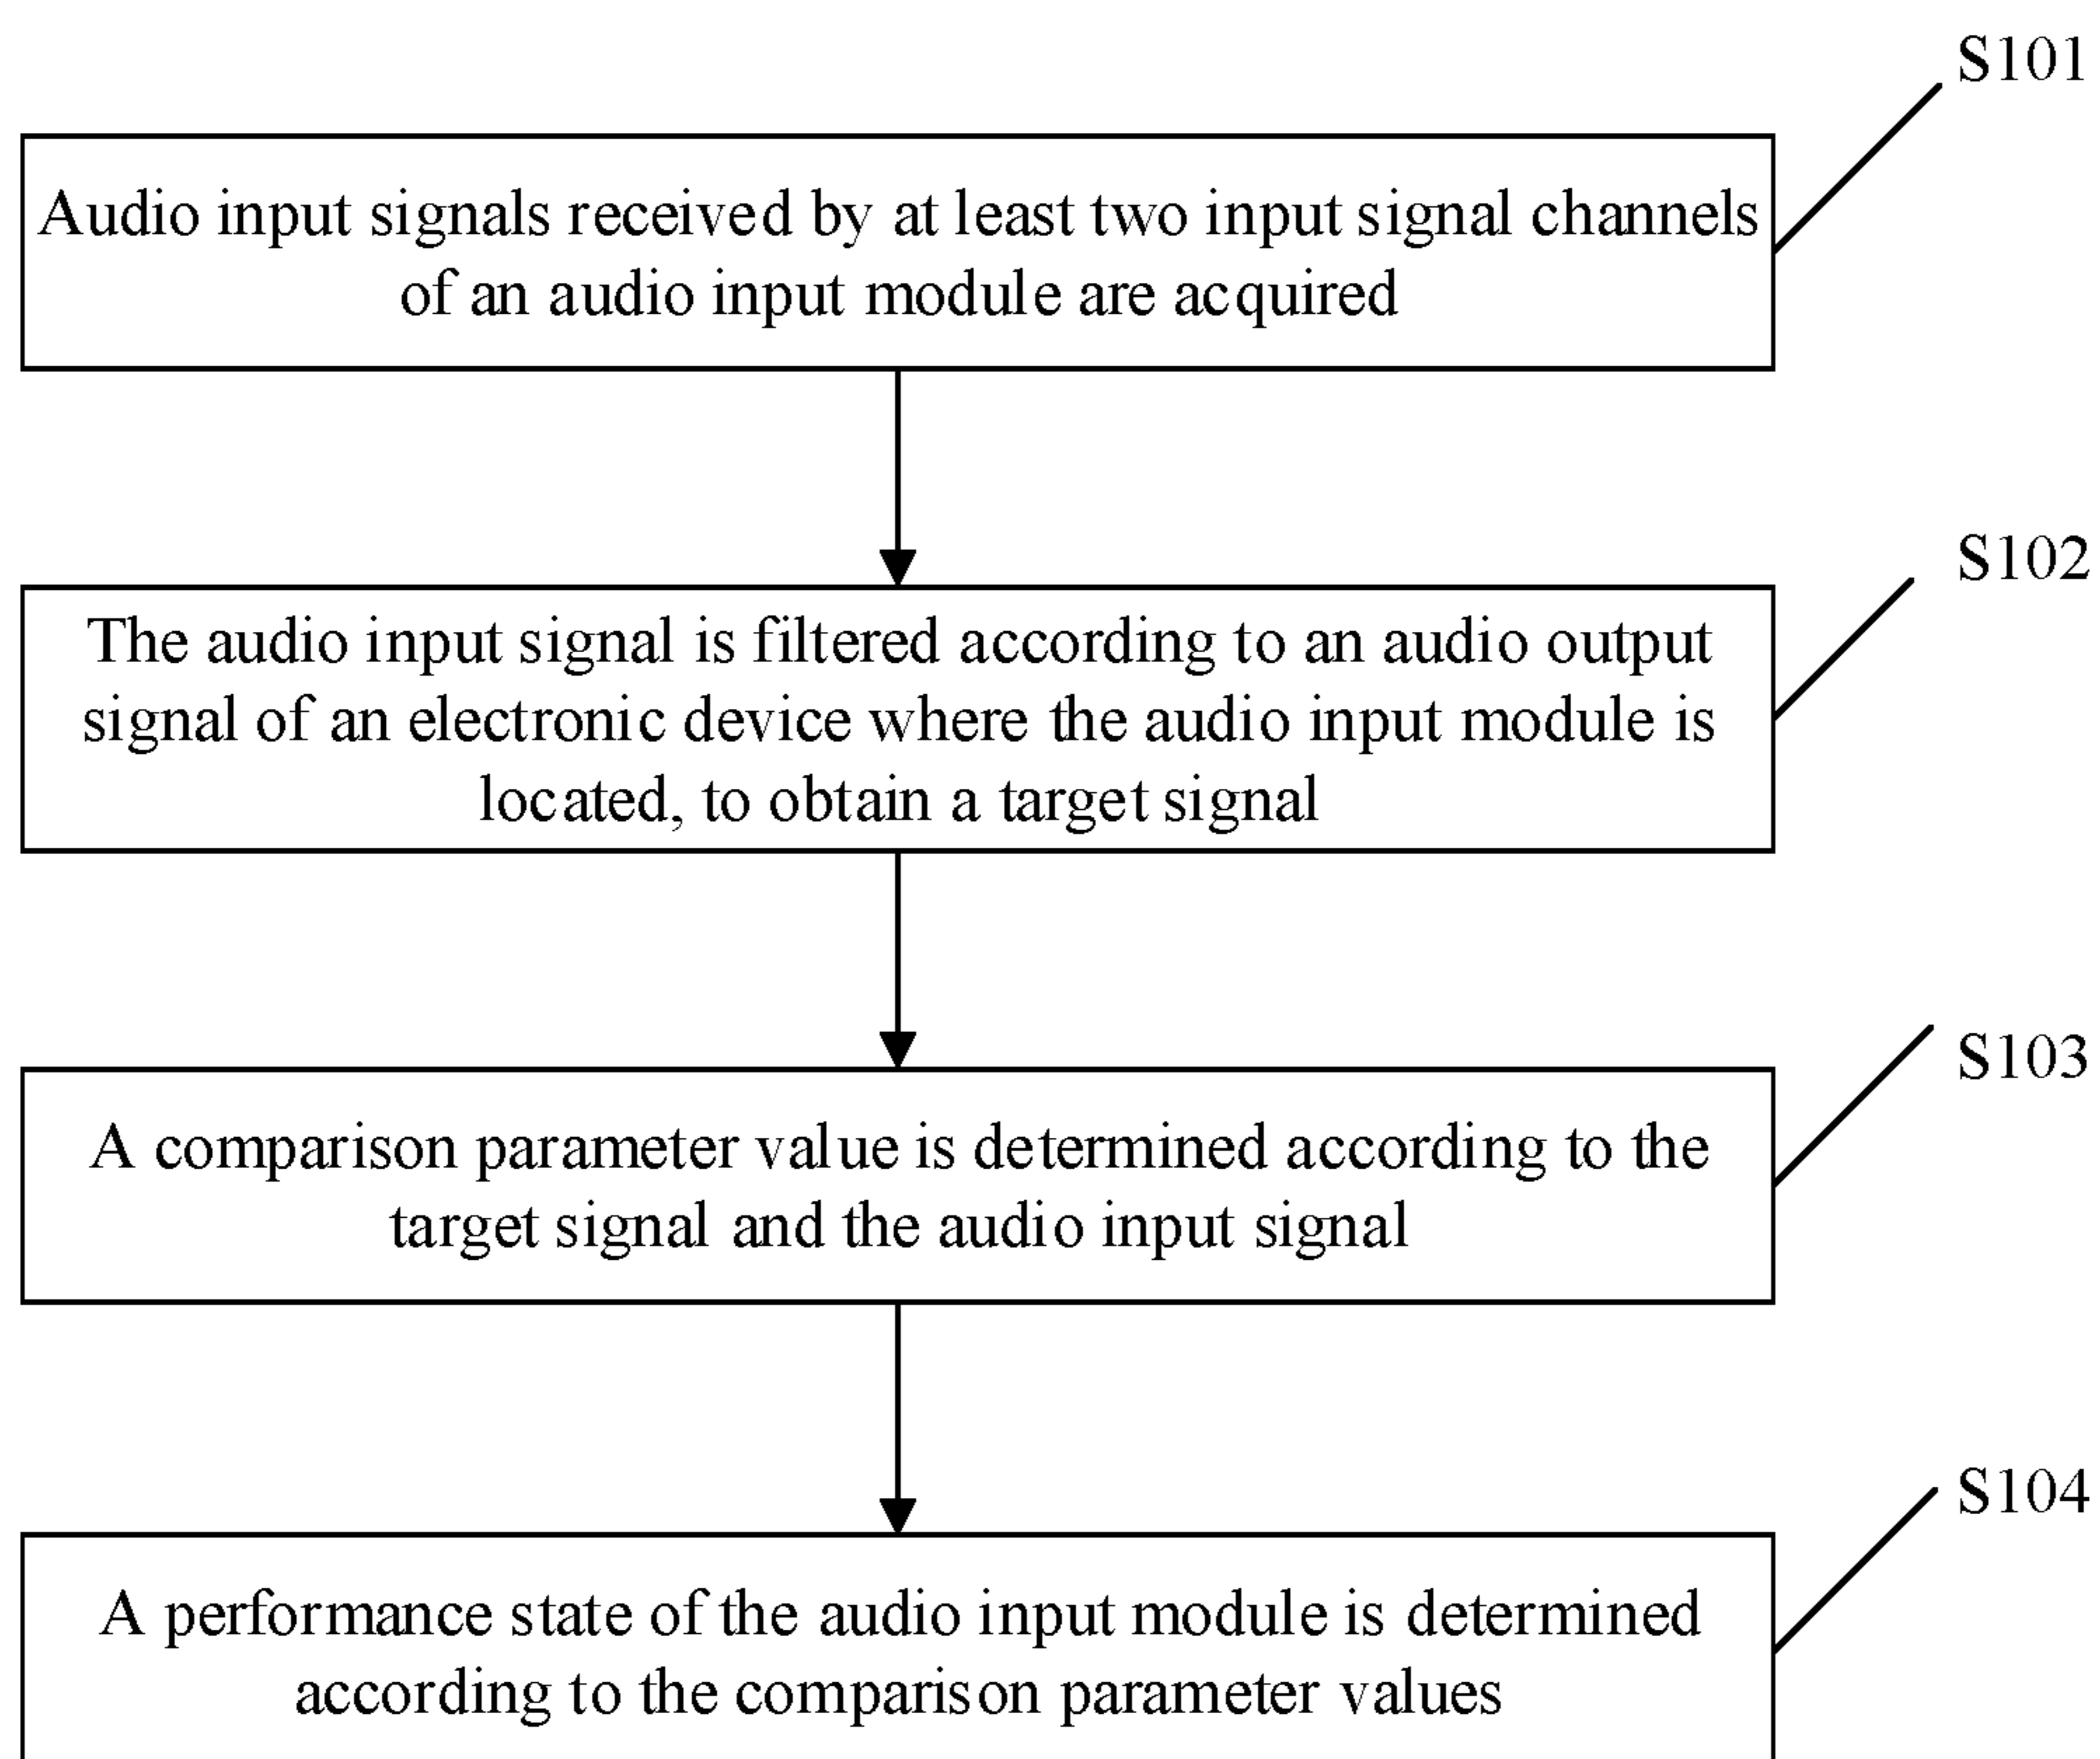 S101
Audio input signals received by at least two input signal channels
of an audio input module are acquired
S102
The audio input signal is filtered according to an audio output
signal of an electronic device where the audio input module is
located, to obtain a target signal
S103
A comparison parameter value is determined according to the
target signal and the audio input signal
S104
A performance state of the audio input module is determined
according to the comparison parameter values